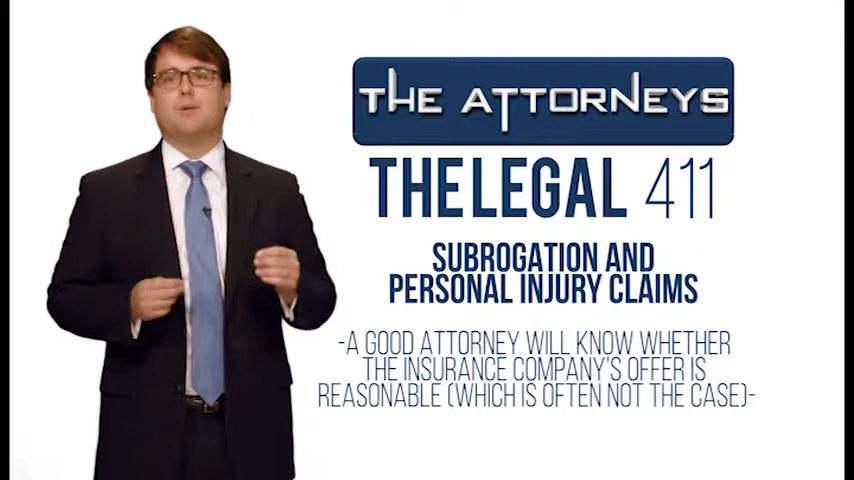 THE ATTORNEYS
THE LEGAL 411
SUBROGATION AND
PERSONAL INJURY CLAIMS
-A GOOD ATTORNEY WILL KNOW WHETHER
THE INSURANCE COMPANY'S OFFER IS
REASONABLE (WHICH IS OFTEN NOT THE CASE)-